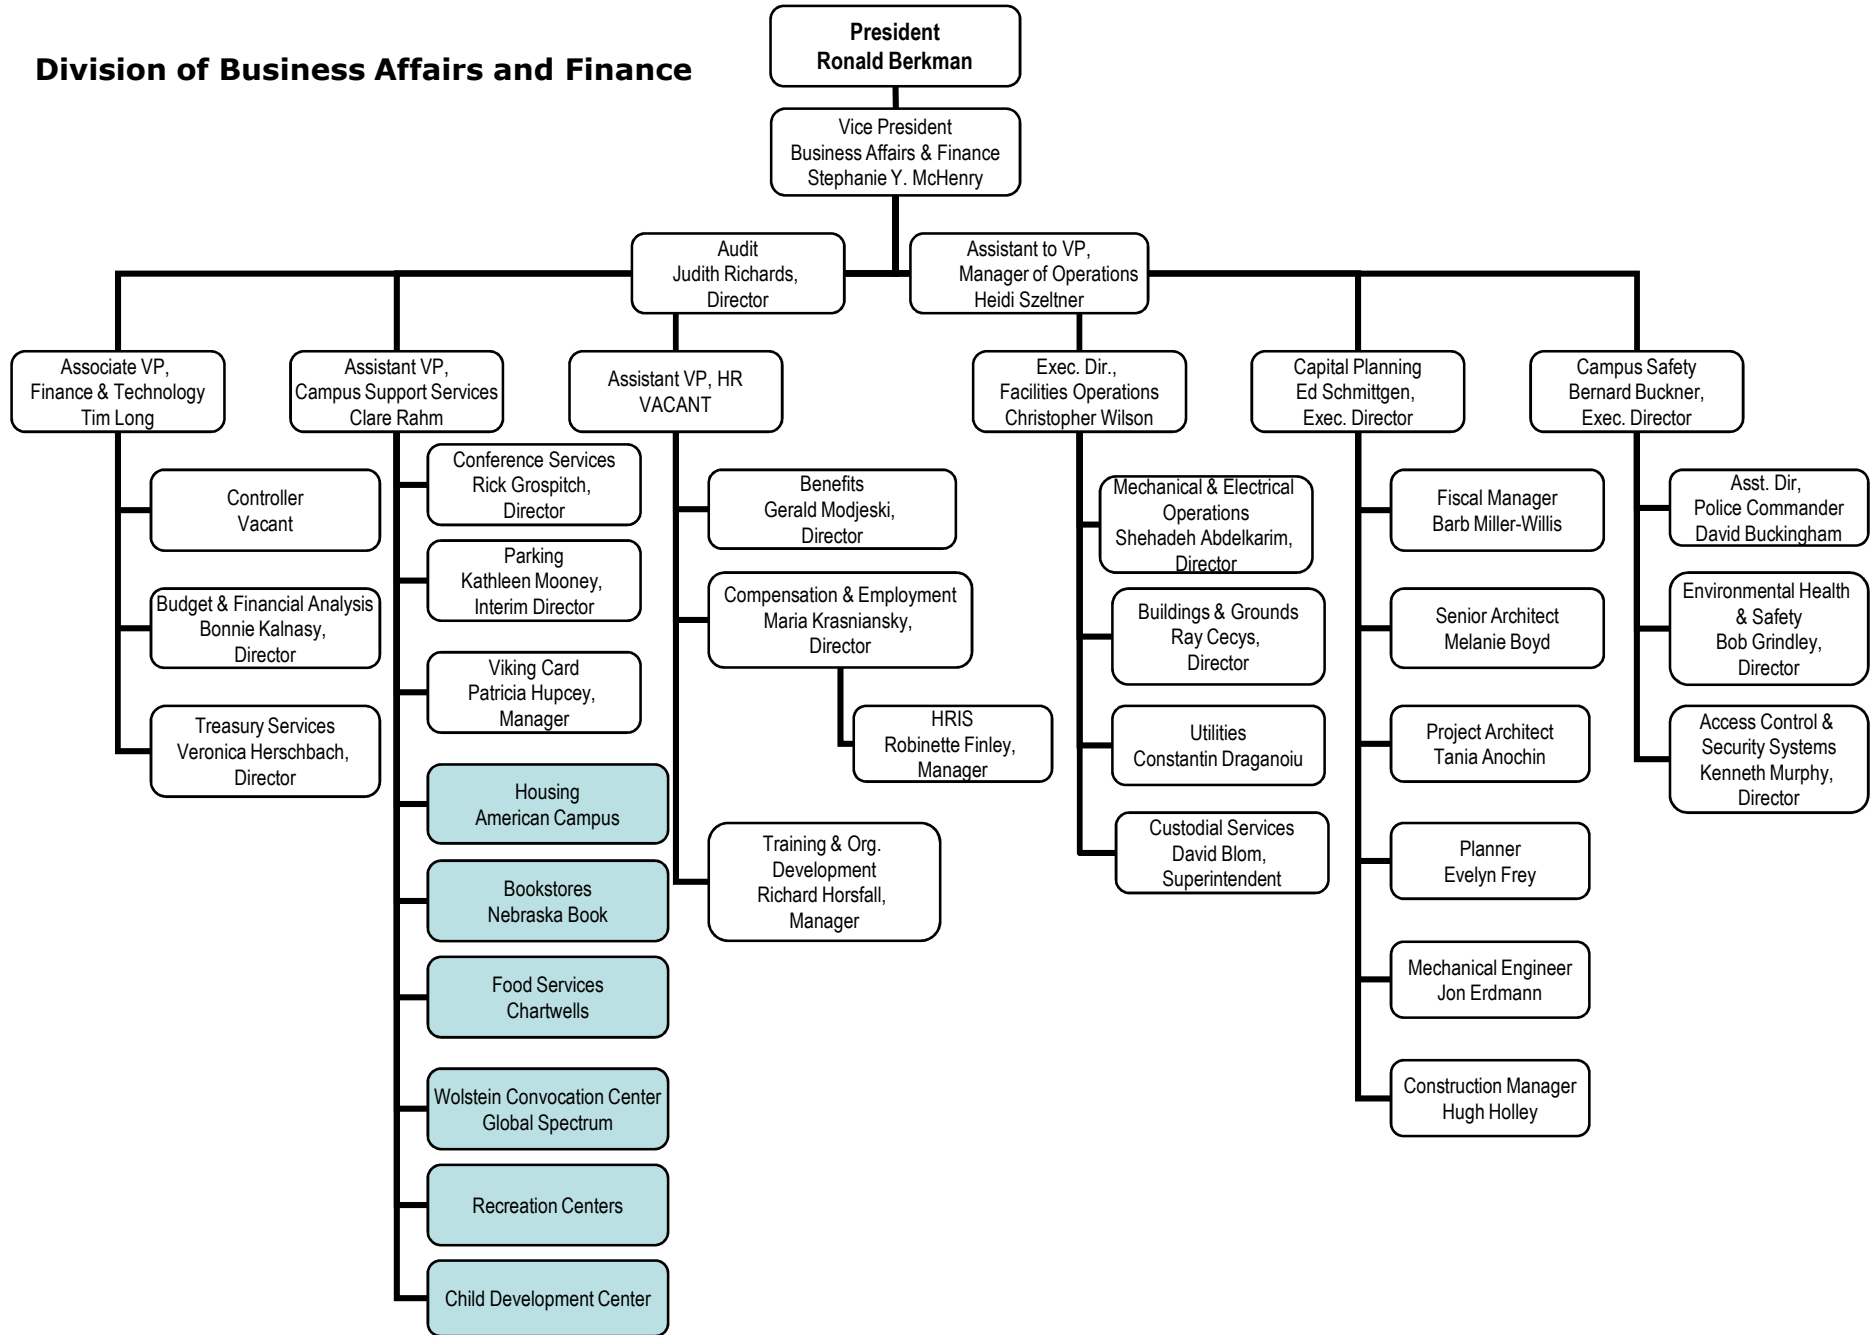 Division of Business Affairs and Finance
President
Ronald Berkman
Vice President
Business Affairs & Finance
Stephanie Y. McHenry
Audit
Judith Richards,
Director
Assistant to VP,
Manager of Operations
Heidi Szeltner
Associate VP,
Finance & Technology
Tim Long
Assistant VP,
Campus Support Services
Clare Rahm
Assistant VP, HR
VACANT
Exec. Dir.,
Facilities Operations
Christopher Wilson
Capital Planning
Ed Schmittgen,
Exec. Director
Campus Safety
Bernard Buckner,
Exec. Director
Controller
Vacant
Budget & Financial Analysis
Bonnie Kalnasy,
Director
Treasury Services
Veronica Herschbach,
Director
Conference Services
Rick Grospitch,
Director
Parking
Kathleen Mooney,
Interim Director
Viking Card
Patricia Hupcey,
Manager
Housing
American Campus
Bookstores
Nebraska Book
Food Services
Chartwells
Wolstein Convocation Center
Global Spectrum
Recreation Centers
Child Development Center
Benefits
Gerald Modjeski,
Director
Compensation & Employment
Maria Krasniansky,
Director
HRIS
Robinette Finley,
Manager
Training & Org.
Development
Richard Horsfall,
Manager
Mechanical & Electrical
Operations
Shehadeh Abdelkarim,
Director
Buildings & Grounds
Ray Cecys,
Director
Utilities
Constantin Draganoiu
Custodial Services
David Blom,
Superintendent
Fiscal Manager
Barb Miller-Willis
Senior Architect
Melanie Boyd
Project Architect
Tania Anochin
Planner
Evelyn Frey
Mechanical Engineer
Jon Erdmann
Construction Manager
Hugh Holley
Asst. Dir,
Police Commander
David Buckingham
Environmental Health
& Safety
Bob Grindley,
Director
Access Control &
Security Systems
Kenneth Murphy,
Director